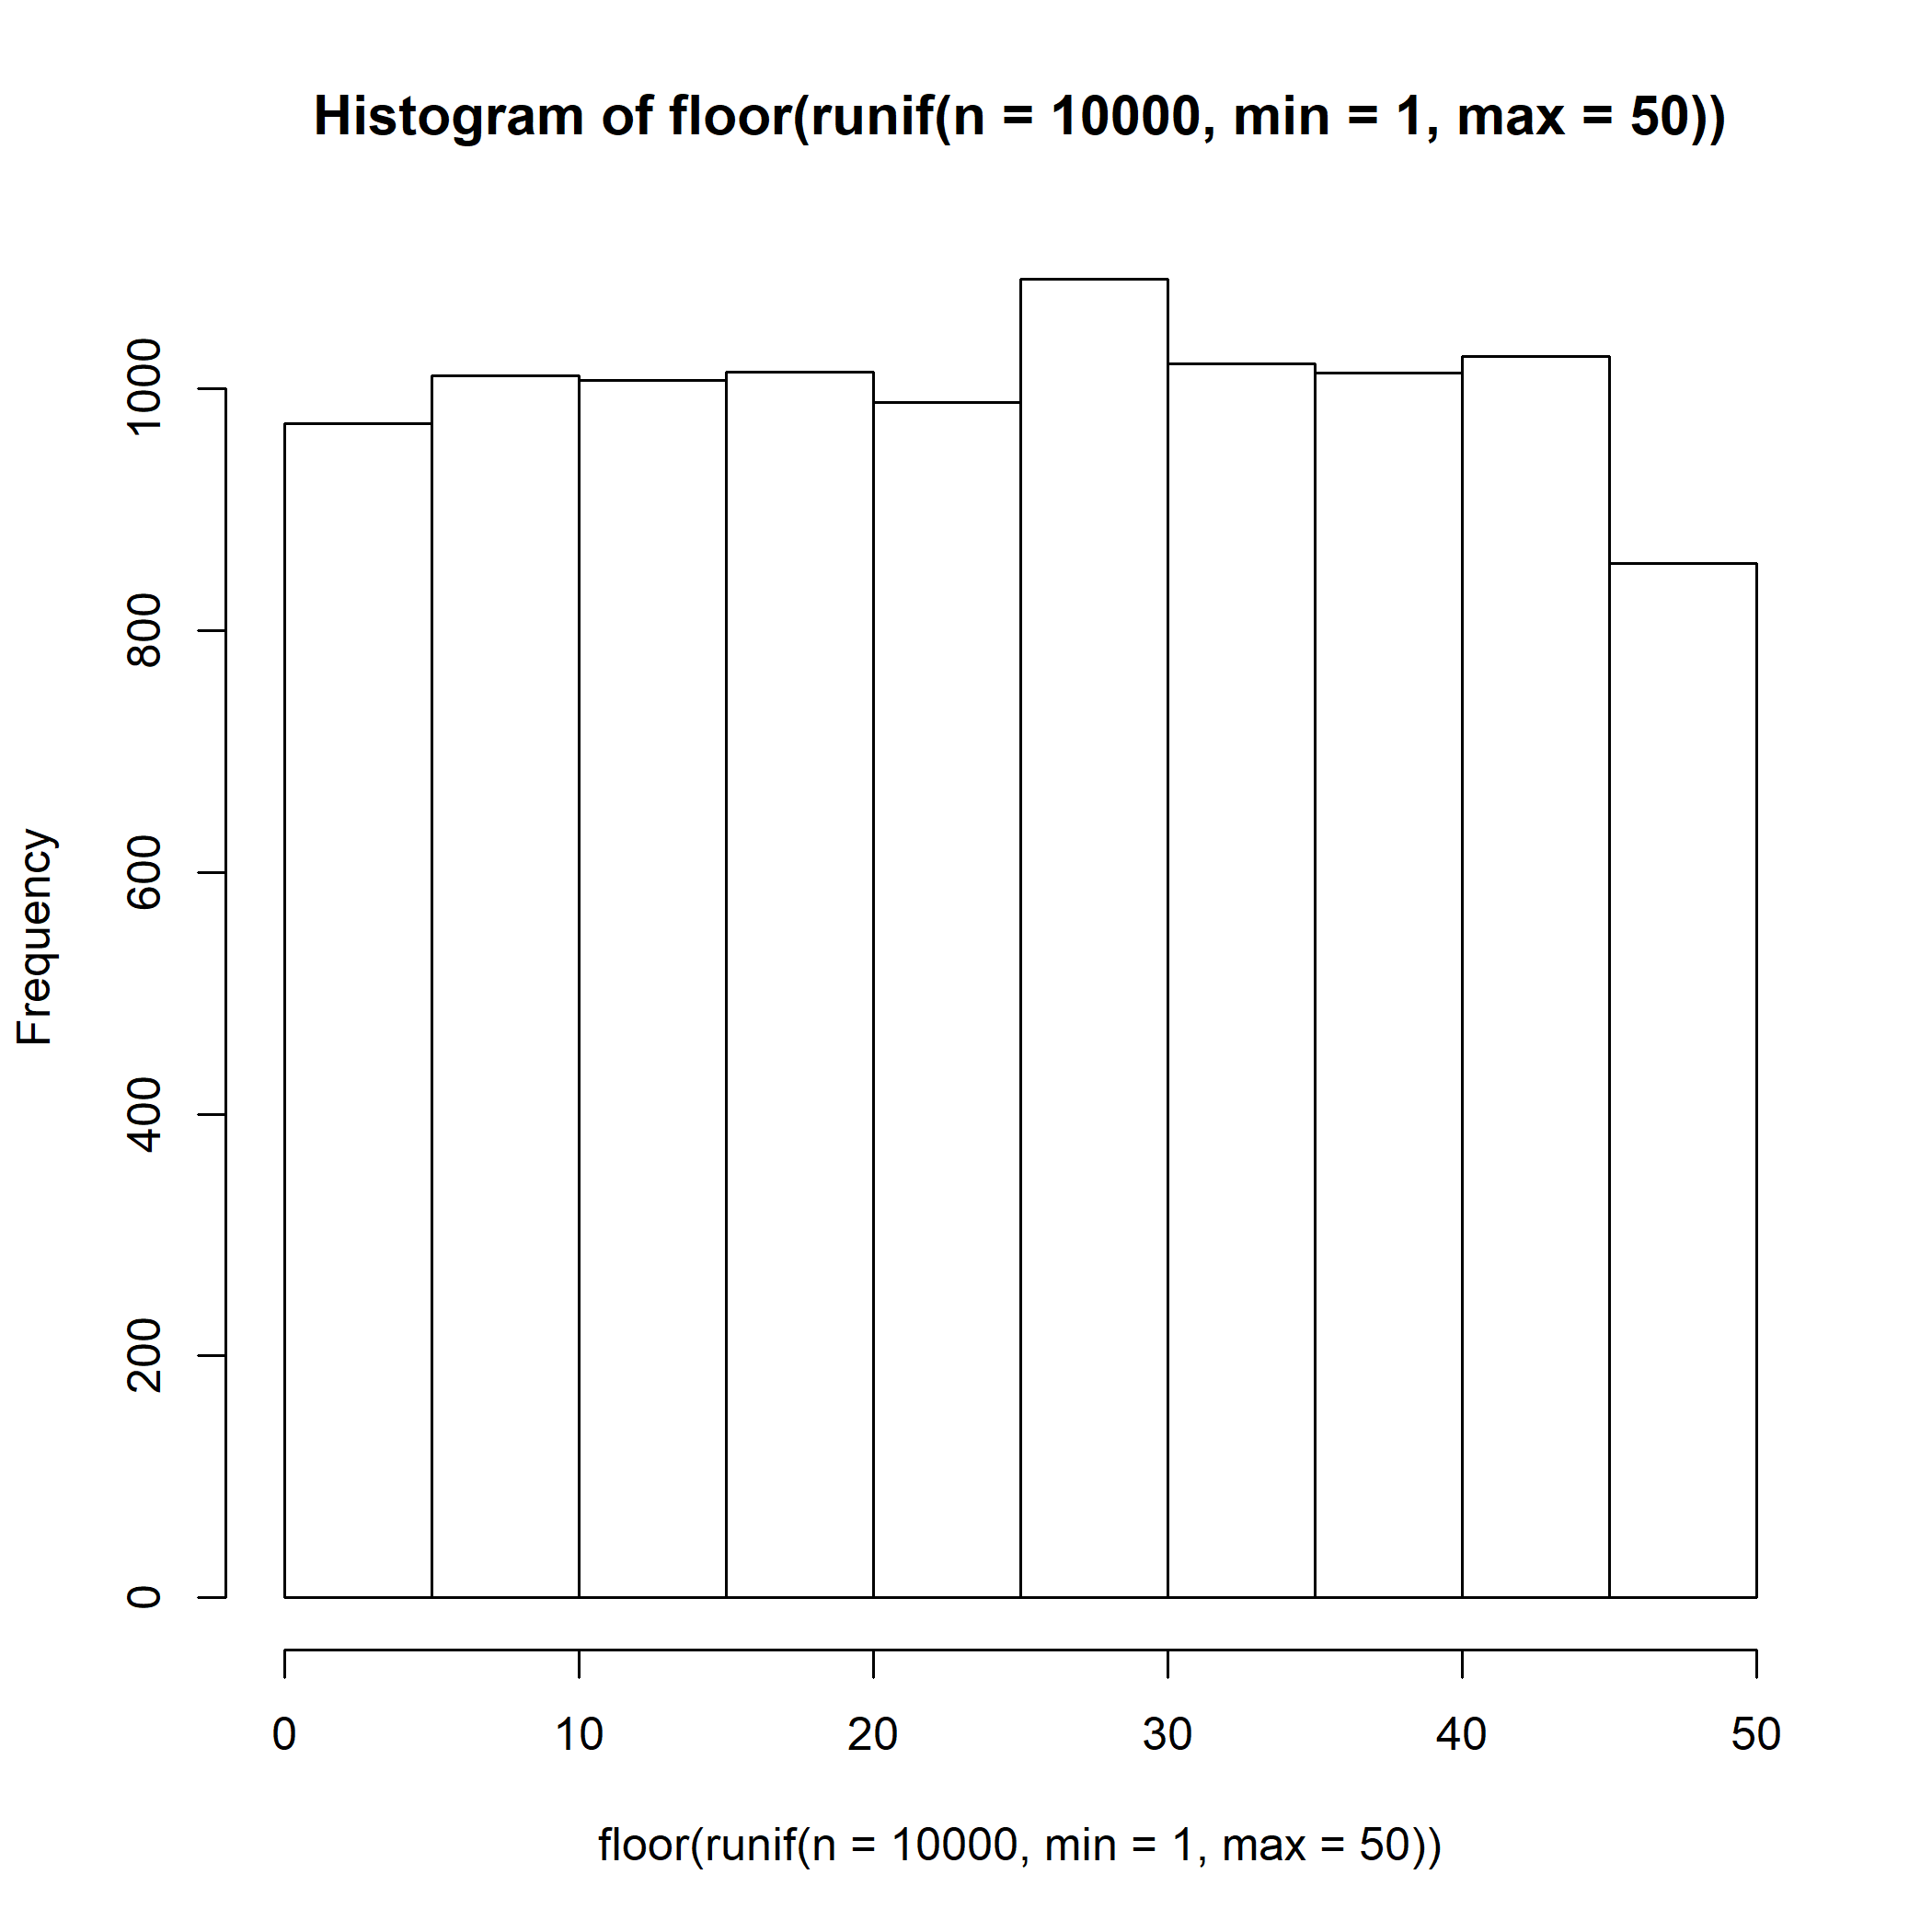 Histogram of floor(runif(n = 10000, min = 1, max = 50))
Frequency
1000
800
600
400
200
0
0 10 20 30 40 50
floor(runif(n = 10000, min = 1, max = 50))